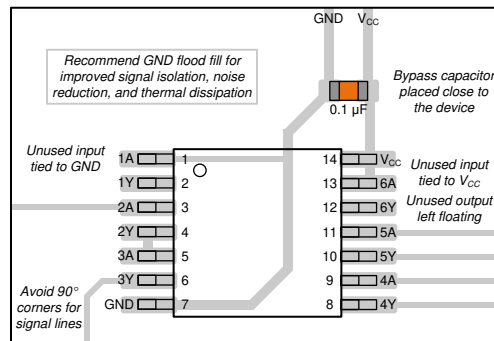 GND VCC
Recommend GND flood fill for
improved signal isolation, noise
reduction, and thermal dissipation
Bypass capacitor
placed close to
the device
0.1 µF
Unused input
tied to GND
1A 1 14 VCC
1Y 2 13 6A
2A 3 12 6Y
2Y 4 11 5A
3A 5 10 5Y
3Y 6 9 4A
GND 7 8 4Y
Unused input
tied to VCC
Unused output
left floating
Avoid 90°
corners for
signal lines